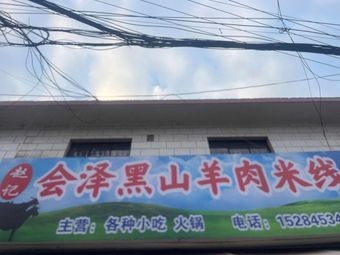 赵记
会泽黑山羊肉米线
主营：各种小吃 火锅 电话：15284534